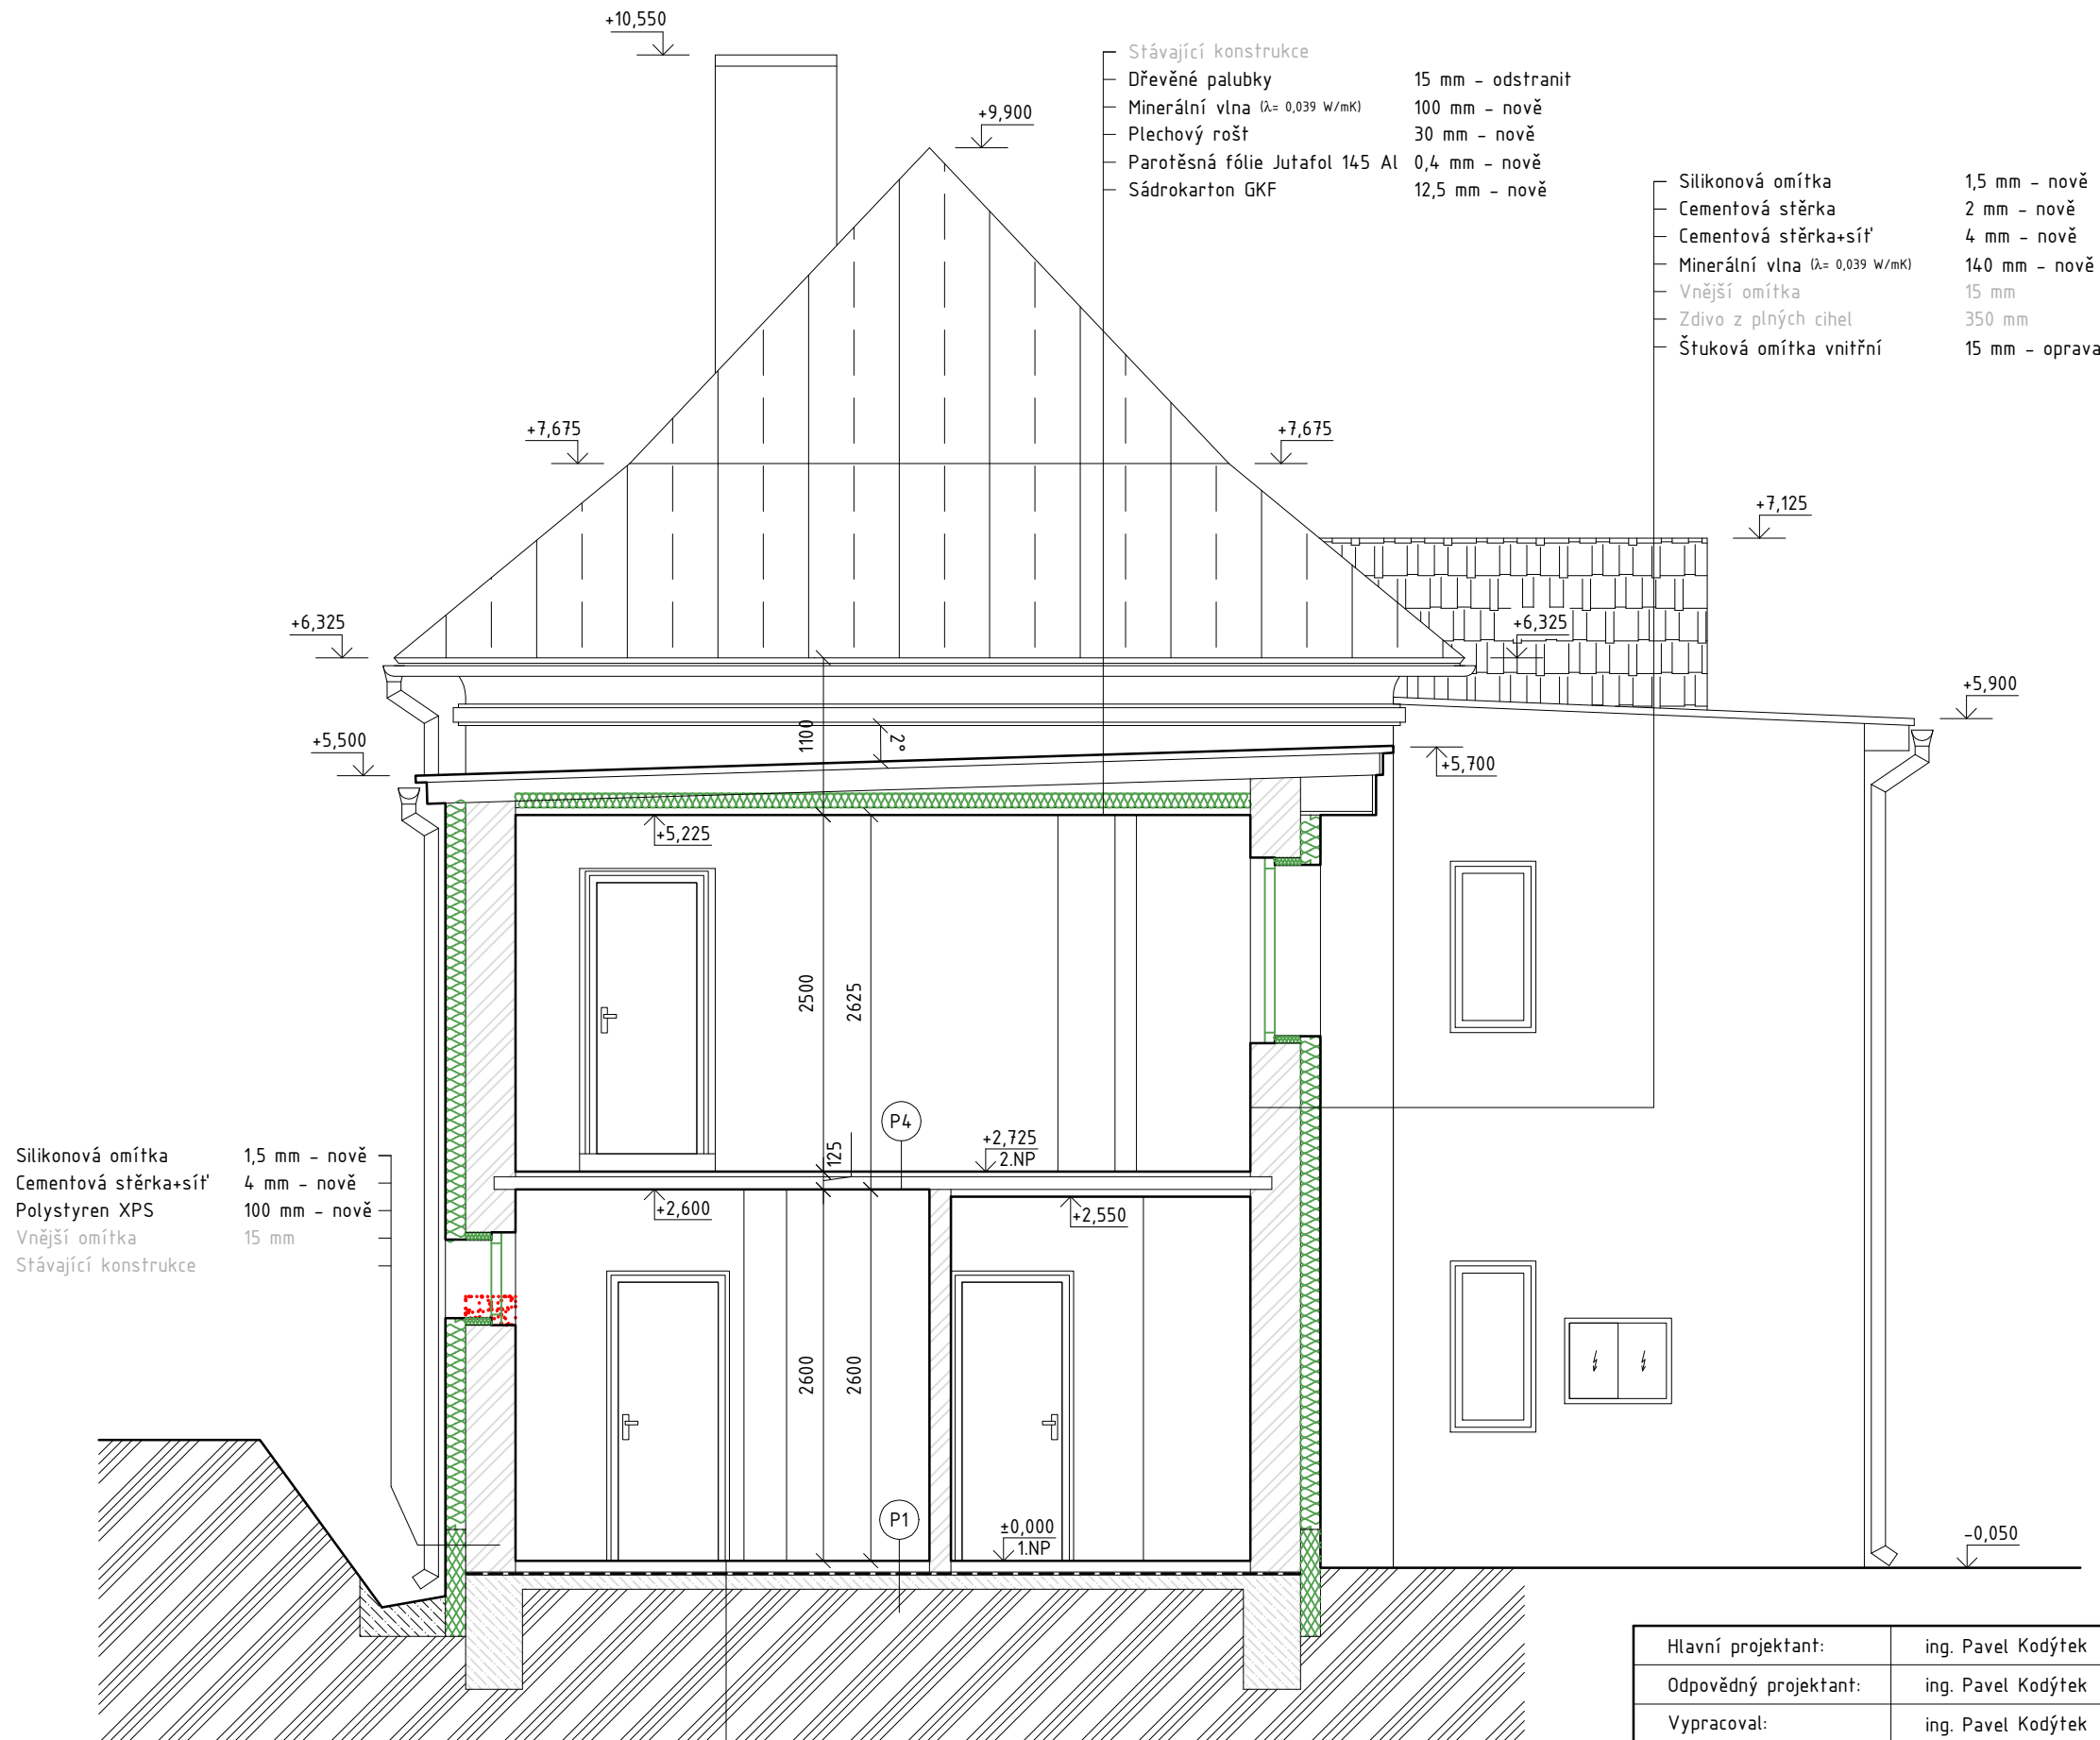 +10,550
Stávající konstrukce
Dřevěné palubky 15 mm - odstranit
Minerální vlna (λ= 0,039 W/mK) 100 mm - nově
Plechový rošt 30 mm - nově
Parotěsná fólie Jutafol 145 Al 0,4 mm - nově
Sádrokarton GKF 12,5 mm - nově
+9,900
Silikonová omítka 1,5 mm - nově
Cementová stěrka 2 mm - nově
Cementová stěrka+síť 4 mm - nově
Minerální vlna (λ= 0,039 W/mK) 140 mm - nově
Vnější omítka 15 mm
Zdivo z plných cihel 350 mm
Štuková omítka vnitřní 15 mm - oprava
+7,675
+7,675
+7,125
+6,325
+6,325
+5,900
+5,500
1100
2°
+5,700
+5,225
2500
2625
P4
125
+2,725
2.NP
Silikonová omítka 1,5 mm - nově
Cementová stěrka+síť 4 mm - nově
Polystyren XPS 100 mm - nově
Vnější omítka 15 mm
Stávající konstrukce
+2,600
+2,550
2600
2600
P1
±0,000
1.NP
-0,050
Hlavní projektant: ing. Pavel Kodýtek
Odpovědný projektant: ing. Pavel Kodýtek
Vypracoval: ing. Pavel Kodýtek